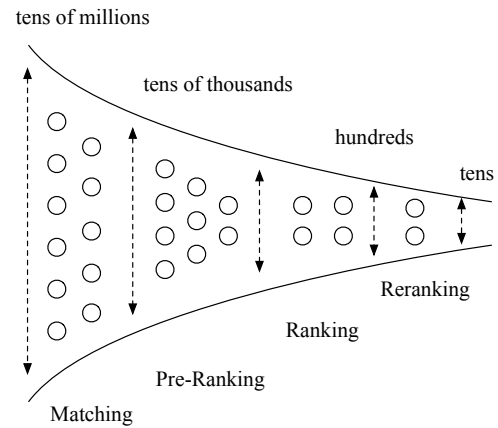 tens of millions
tens of thousands
hundreds
tens
Reranking
Ranking
Pre-Ranking
Matching